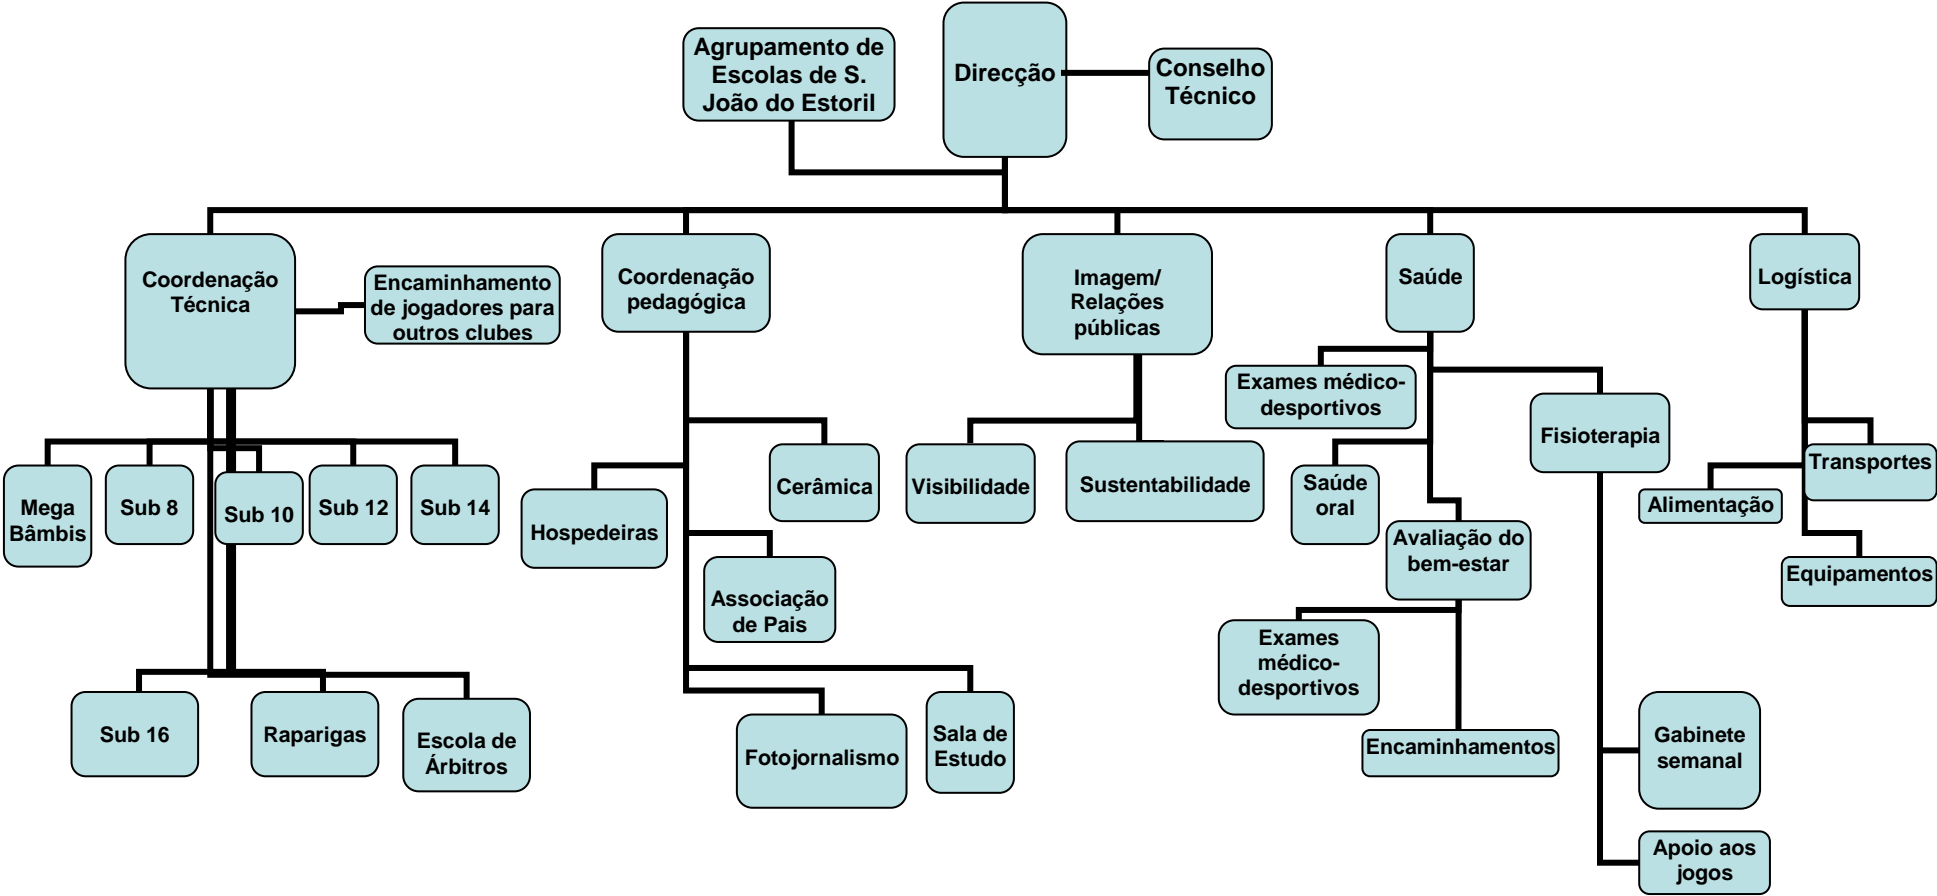 Agrupamento de
Escolas de S.
João do Estoril
Direcção
Conselho
Técnico
Coordenação
Técnica
Encaminhamento
de jogadores para
outros clubes
Coordenação
pedagógica
Imagem/
Relações
públicas
Saúde
Logística
Exames médico-
desportivos
Fisioterapia
Mega
Bâmbis
Sub 8
Sub 10
Sub 12
Sub 14
Hospedeiras
Cerâmica
Visibilidade
Sustentabilidade
Saúde
oral
Transportes
Alimentação
Avaliação do
bem-estar
Equipamentos
Associação
de Pais
Exames
médico-
desportivos
Sub 16
Raparigas
Escola de
Árbitros
Fotojornalismo
Sala de
Estudo
Encaminhamentos
Gabinete
semanal
Apoio aos
jogos